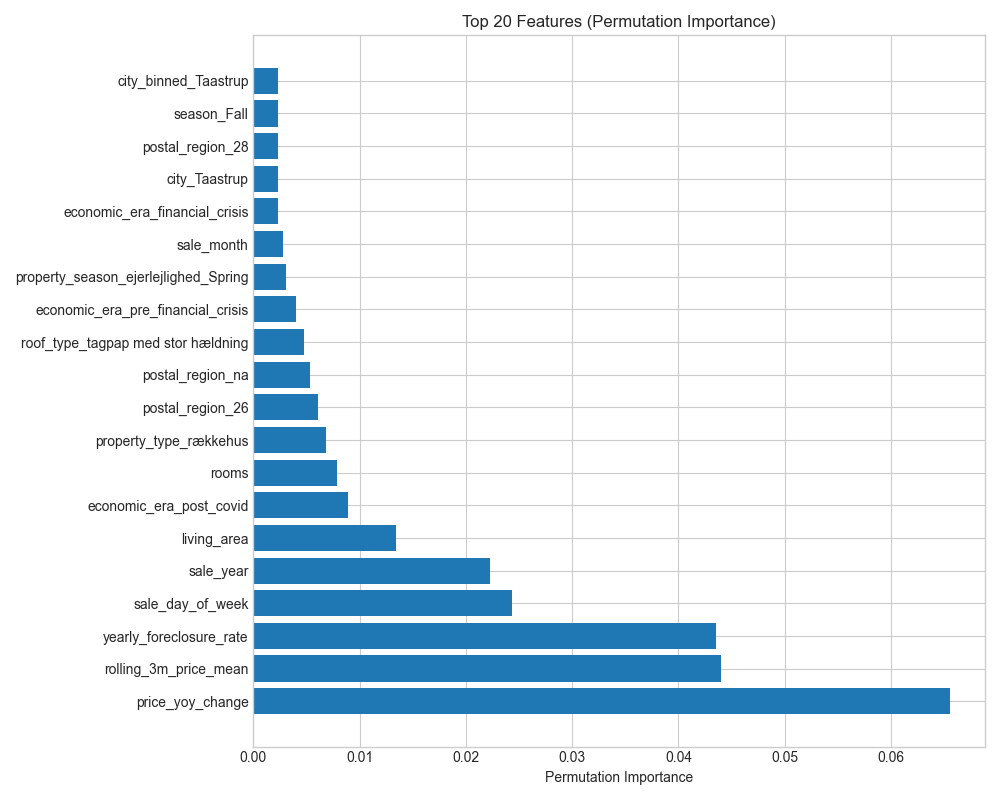 Top 20 Features (Permutation Importance)
city_binned_Taastrup
season_Fall
postal_region_28
city_Taastrup
economic_era_financial_crisis
sale_month
property_season_ejerlejlighed_Spring
economic_era_pre_financial_crisis
roof_type_tagpap med stor hældning
postal_region_na
postal_region_26
property_type_rækkehus
rooms
economic_era_post_covid
living_area
sale_year
sale_day_of_week
yearly_foreclosure_rate
rolling_3m_price_mean
price_yoy_change
0.00 0.01 0.02 0.03 0.04 0.05 0.06
Permutation Importance